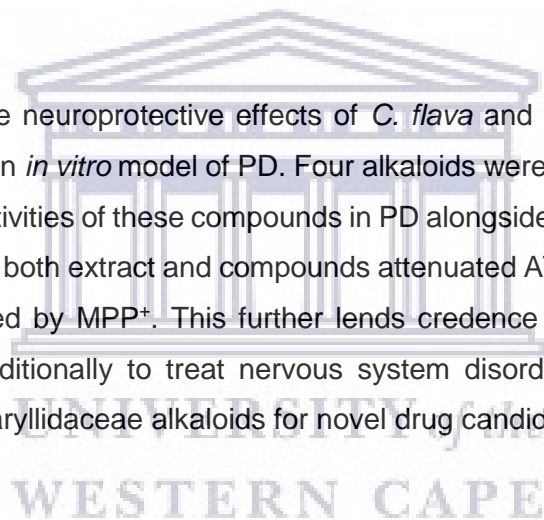 e neuroprotective effects of C. flava and
n in vitro model of PD. Four alkaloids were
tivities of these compounds in PD alongside
both extract and compounds attenuated A
ed by MPP⁺. This further lends credence
ditionally to treat nervous system disord
aryllidaceae alkaloids for novel drug candid
UNIVERSITY of the
WESTERN CAPE